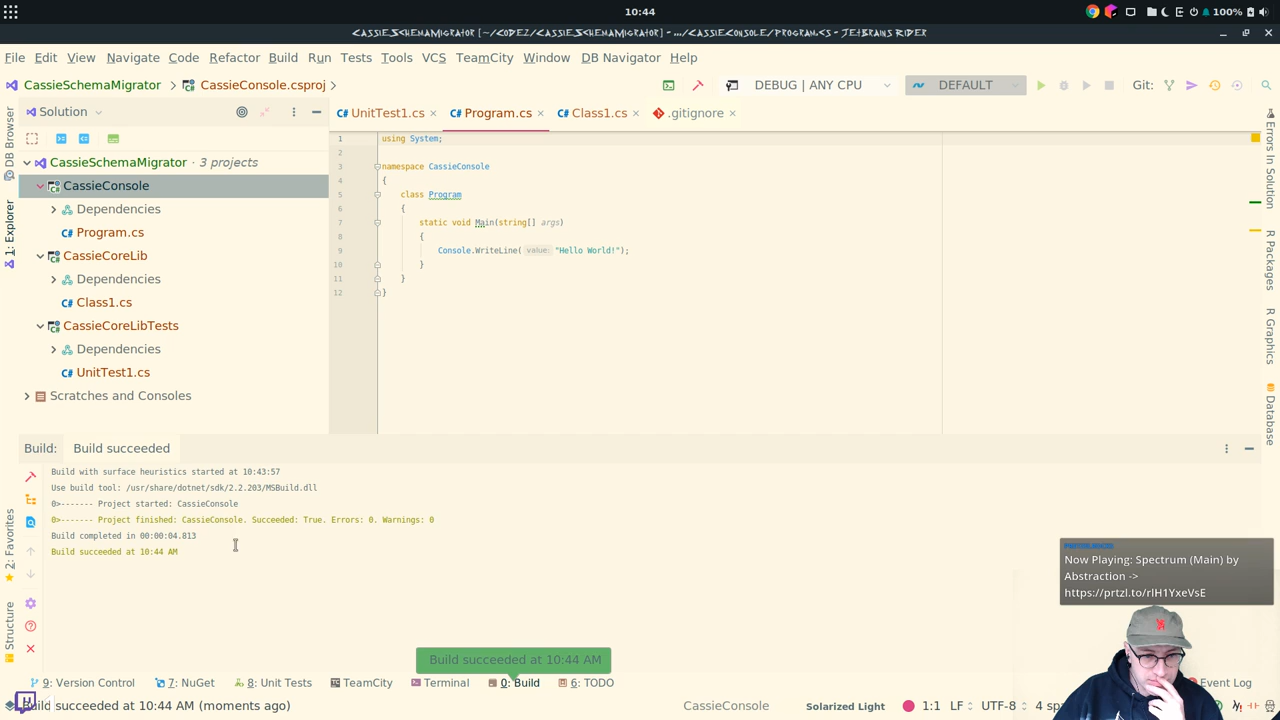 10:44
100%
CassieSchemaMigrator [~/Codez/CassieSchemaMigrator] - .../CassieConsole/Program.cs - JetBrains Rider
File Edit View Navigate Code Refactor Build Run Tests Tools VCS TeamCity Window DB Navigator Help
CassieSchemaMigrator CassieConsole.csproj
DEBUG | ANY CPU DEFAULT Git:
Solution
UnitTest1.cs × Program.cs × Class1.cs × .gitignore ×
DB Browser
1: Explorer
2: Favorites
Structure
CassieSchemaMigrator · 3 projects
CassieConsole
Dependencies
Program.cs
CassieCoreLib
Dependencies
Class1.cs
CassieCoreLibTests
Dependencies
UnitTest1.cs
Scratches and Consoles
1 using System;
2
3 namespace CassieConsole
4 {
5 class Program
6 {
7 static void Main(string[] args)
8 {
9 Console.WriteLine( value: "Hello World!");
10 }
11 }
12 }
Errors In Solution
R Packages
R Graphics
Database
Build: Build succeeded
Build with surface heuristics started at 10:43:57
Use build tool: /usr/share/dotnet/sdk/2.2.203/MSBuild.dll
0>------- Project started: CassieConsole
0>------- Project finished: CassieConsole. Succeeded: True. Errors: 0. Warnings: 0
Build completed in 00:00:04.813
Build succeeded at 10:44 AM
Now Playing: Spectrum (Main) by
Abstraction ->
https://prtzl.to/rIH1YxeVsE
Build succeeded at 10:44 AM
9: Version Control 7: NuGet 8: Unit Tests TeamCity Terminal 0: Build 6: TODO Event Log
Build succeeded at 10:44 AM (moments ago) CassieConsole Solarized Light 1:1 LF UTF-8 4